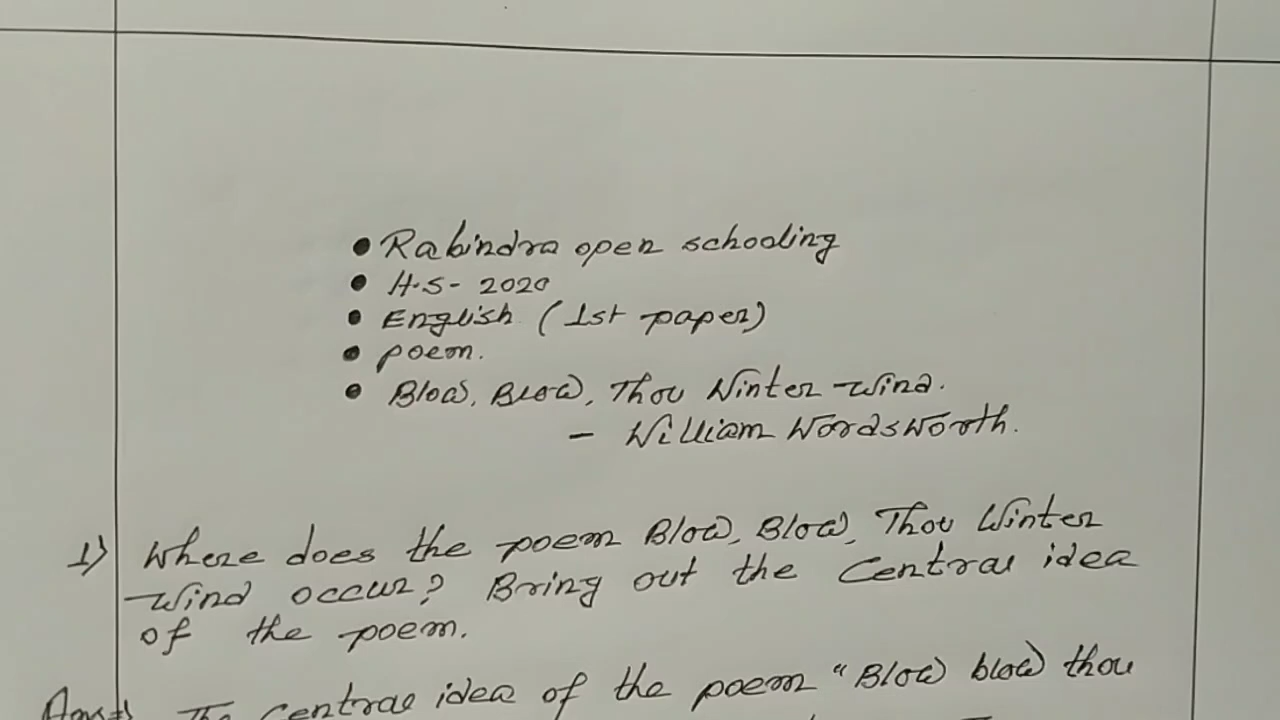 • Rabindra open schooling
• H.S- 2020
• English (1st paper)
• poem.
• Blow, Blow, Thou Winter wind.
- William Wordsworth.
1) Where does the poem Blow, Blow, Thou Winter
wind occur? Bring out the Central idea
of the poem.
Ans:⇒ The central idea of the poem "Blow blow thou